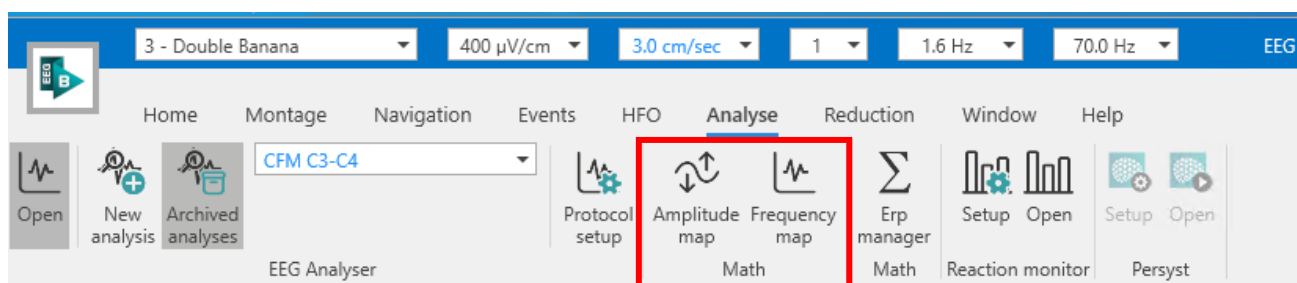 3 - Double Banana 400 µV/cm 3.0 cm/sec 1 1.6 Hz 70.0 Hz EEG
EEG B
Home Montage Navigation Events HFO Analyse Reduction Window Help
CFM C3-C4
Open New analysis Archived analyses Protocol setup Amplitude map Frequency map Erp manager Setup Open Setup Open
EEG Analyser Math Math Reaction monitor Persyst